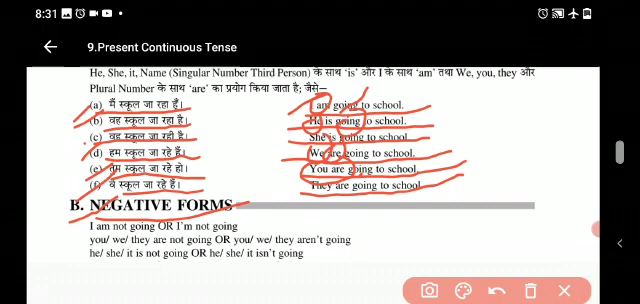 8:31
9.Present Continuous Tense
He, She, it, Name (Singular Number Third Person) के साथ 'is' और I के साथ 'am' तथा We, you, they और
Plural Number के साथ 'are' का प्रयोग किया जाता है; जैसे–
(a) मैं स्कूल जा रहा हूँ। I am going to school.
(b) वह स्कूल जा रहा है। He is going to school.
(c) वह स्कूल जा रही है। She is going to school.
(d) हम स्कूल जा रहे हैं। We are going to school.
(e) तुम स्कूल जा रहे हो। You are going to school.
(f) वे स्कूल जा रहे हैं। They are going to school
B. NEGATIVE FORMS
I am not going OR I'm not going
you/ we/ they are not going OR you/ we/ they aren't going
he/ she/ it is not going OR he/ she/ it isn't going